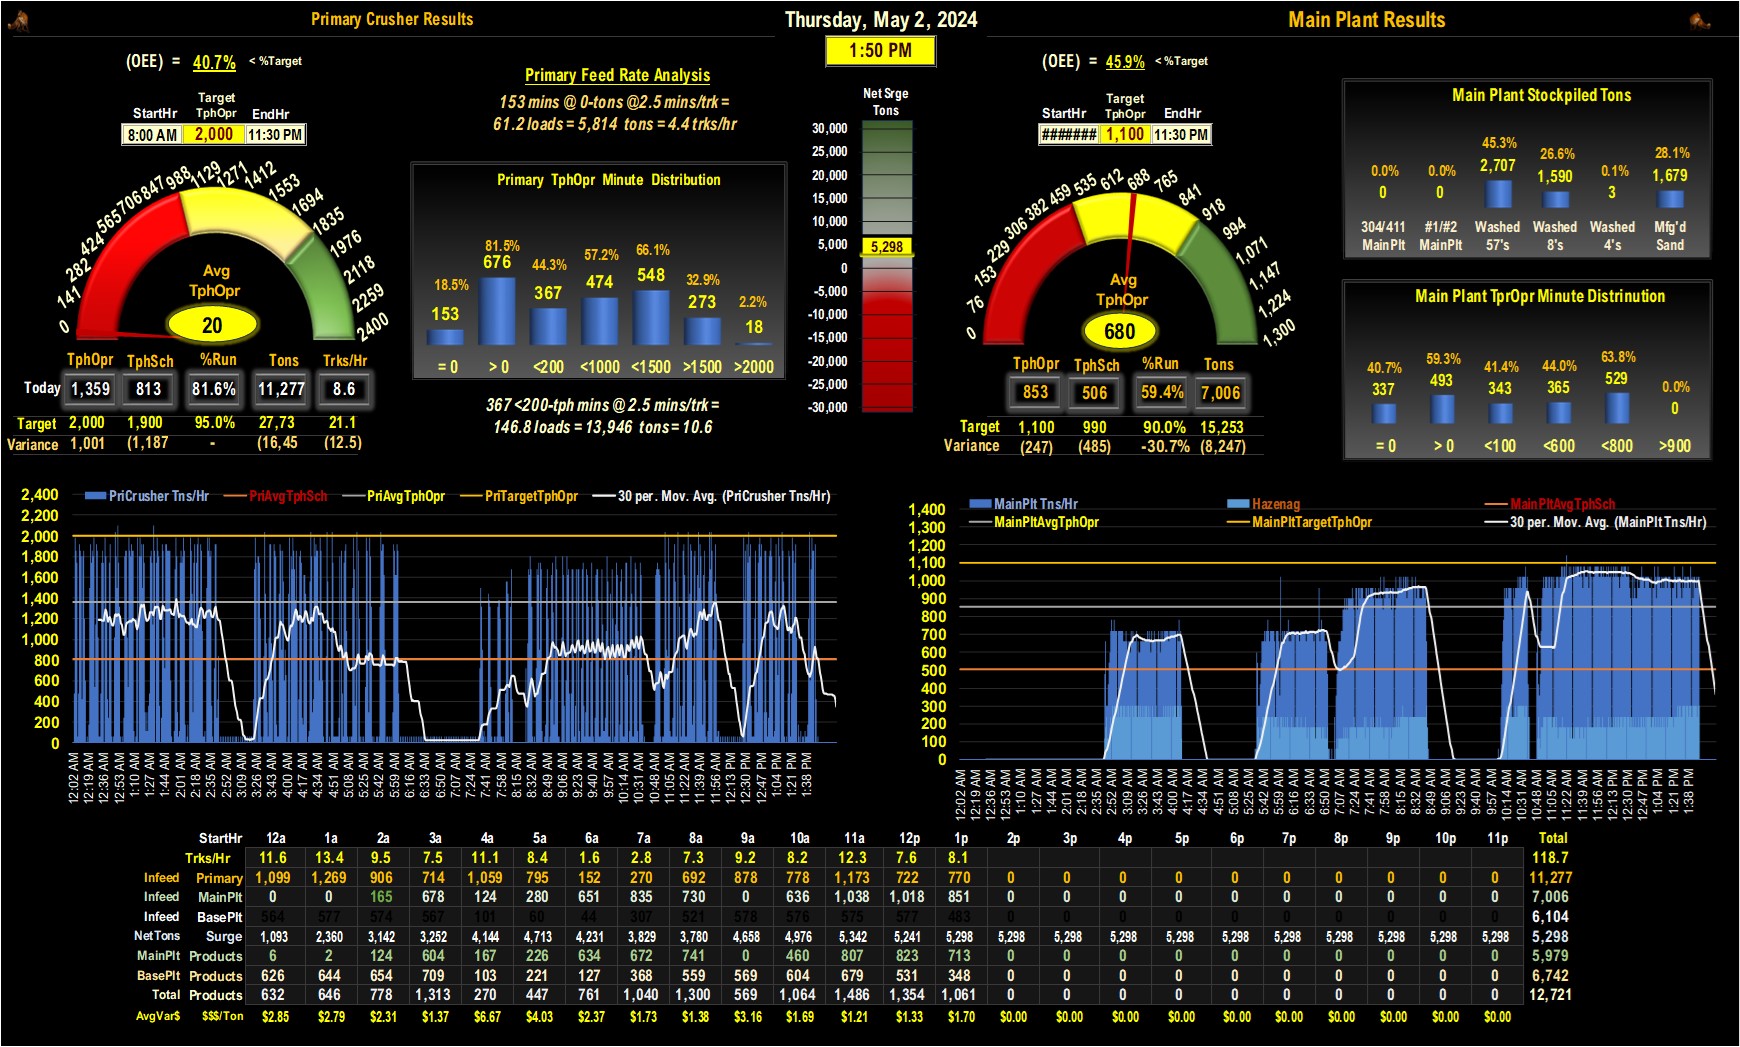 Primary Crusher Results
Thursday, May 2, 2024
Main Plant Results
1:50 PM
(OEE) = 40.7% < %Target
StartHr Target TphOpr EndHr
8:00 AM 2,000 11:30 PM
0 141 282 424 565 706 847 988 1129 1271 1412 1553 1694 1835 1976 2118 2259 2400
Avg
TphOpr
20
TphOpr TphSch %Run Tons Trks/Hr
Today 1,359 813 81.6% 11,277 8.6
Target 2,000 1,900 95.0% 27,73 21.1
Variance 1,001 (1,187 - (16,45 (12.5)
Primary Feed Rate Analysis
153 mins @ 0-tons @2.5 mins/trk =
61.2 loads = 5,814 tons = 4.4 trks/hr
Primary TphOpr Minute Distribution
18.5% 81.5% 44.3% 57.2% 66.1% 32.9% 2.2%
153 676 367 474 548 273 18
= 0 > 0 <200 <1000 <1500 >1500 >2000
367 <200-tph mins @ 2.5 mins/trk =
146.8 loads = 13,946 tons = 10.6
Net Srge
Tons
30,000
25,000
20,000
15,000
10,000
5,000
5,298
0
-5,000
-10,000
-15,000
-20,000
-25,000
-30,000
(OEE) = 45.9% < %Target
StartHr Target TphOpr EndHr
####### 1,100 11:30 PM
0 76 153 229 306 382 459 535 612 688 765 841 918 994 1,071 1,147 1,224 1,300
Avg
TphOpr
680
TphOpr TphSch %Run Tons
853 506 59.4% 7,006
Target 1,100 990 90.0% 15,253
Variance (247) (485) -30.7% (8,247)
Main Plant Stockpiled Tons
0.0% 0.0% 45.3% 26.6% 0.1% 28.1%
0 0 2,707 1,590 3 1,679
304/411 #1/#2 Washed Washed Washed Mfg'd
MainPlt MainPlt 57's 8's 4's Sand
Main Plant TprOpr Minute Distrinution
40.7% 59.3% 41.4% 44.0% 63.8% 0.0%
337 493 343 365 529 0
= 0 > 0 <100 <600 <800 >900
PriCrusher Tns/Hr PriAvgTphSch PriAvgTphOpr PriTargetTphOpr 30 per. Mov. Avg. (PriCrusher Tns/Hr)
2,400
2,200
2,000
1,800
1,600
1,400
1,200
1,000
800
600
400
200
0
12:02 AM 12:19 AM 12:36 AM 12:53 AM 1:10 AM 1:27 AM 1:44 AM 2:01 AM 2:18 AM 2:35 AM 2:52 AM 3:09 AM 3:26 AM 3:43 AM 4:00 AM 4:17 AM 4:34 AM 4:51 AM 5:08 AM 5:25 AM 5:42 AM 5:59 AM 6:16 AM 6:33 AM 6:50 AM 7:07 AM 7:24 AM 7:41 AM 7:58 AM 8:15 AM 8:32 AM 8:49 AM 9:06 AM 9:23 AM 9:40 AM 9:57 AM 10:14 AM 10:31 AM 10:48 AM 11:05 AM 11:22 AM 11:39 AM 11:56 AM 12:13 PM 12:30 PM 12:47 PM 1:04 PM 1:21 PM 1:38 PM
MainPlt Tns/Hr Hazenag MainPltAvgTphSch
MainPltAvgTphOpr MainPltTargetTphOpr 30 per. Mov. Avg. (MainPlt Tns/Hr)
1,400
1,300
1,200
1,100
1,000
900
800
700
600
500
400
300
200
100
0
12:02 AM 12:19 AM 12:36 AM 12:53 AM 1:10 AM 1:27 AM 1:44 AM 2:01 AM 2:18 AM 2:35 AM 2:52 AM 3:09 AM 3:26 AM 3:43 AM 4:00 AM 4:17 AM 4:34 AM 4:51 AM 5:08 AM 5:25 AM 5:42 AM 5:59 AM 6:16 AM 6:33 AM 6:50 AM 7:07 AM 7:24 AM 7:41 AM 7:58 AM 8:15 AM 8:32 AM 8:49 AM 9:06 AM 9:23 AM 9:40 AM 9:57 AM 10:14 AM 10:31 AM 10:48 AM 11:05 AM 11:22 AM 11:39 AM 11:56 AM 12:13 PM 12:30 PM 12:47 PM 1:04 PM 1:21 PM 1:38 PM
StartHr 12a 1a 2a 3a 4a 5a 6a 7a 8a 9a 10a 11a 12p 1p 2p 3p 4p 5p 6p 7p 8p 9p 10p 11p Total
Trks/Hr 11.6 13.4 9.5 7.5 11.1 8.4 1.6 2.8 7.3 9.2 8.2 12.3 7.6 8.1 118.7
Infeed Primary 1,099 1,269 906 714 1,059 795 152 270 692 878 778 1,173 722 770 0 0 0 0 0 0 0 0 0 0 11,277
Infeed MainPlt 0 0 165 678 124 280 651 835 730 0 636 1,038 1,018 851 0 0 0 0 0 0 0 0 0 0 7,006
Infeed BasePlt 564 577 574 567 101 60 44 307 521 578 576 575 577 483 0 0 0 0 0 0 0 0 0 0 6,104
NetTons Surge 1,093 2,360 3,142 3,252 4,144 4,713 4,231 3,829 3,780 4,658 4,976 5,342 5,241 5,298 5,298 5,298 5,298 5,298 5,298 5,298 5,298 5,298 5,298 5,298 5,298
MainPlt Products 6 2 124 604 167 226 634 672 741 0 460 807 823 713 0 0 0 0 0 0 0 0 0 0 5,979
BasePlt Products 626 644 654 709 103 221 127 368 559 569 604 679 531 348 0 0 0 0 0 0 0 0 0 0 6,742
Total Products 632 646 778 1,313 270 447 761 1,040 1,300 569 1,064 1,486 1,354 1,061 0 0 0 0 0 0 0 0 0 0 12,721
AvgVar$ $$$/Ton $2.85 $2.79 $2.31 $1.37 $6.67 $4.03 $2.37 $1.73 $1.38 $3.16 $1.69 $1.21 $1.33 $1.70 $0.00 $0.00 $0.00 $0.00 $0.00 $0.00 $0.00 $0.00 $0.00 $0.00